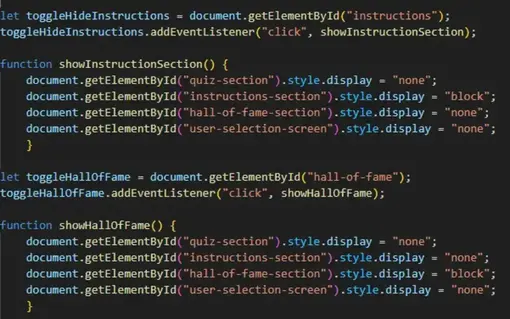 let toggleHideInstructions = document.getElementById("instructions");
toggleHideInstructions.addEventListener("click", showInstructionSection);
function showInstructionSection() {
    document.getElementById("quiz-section").style.display = "none";
    document.getElementById("instructions-section").style.display = "block";
    document.getElementById("hall-of-fame-section").style.display = "none";
    document.getElementById("user-selection-screen").style.display = "none";
    }
let toggleHallOfFame = document.getElementById("hall-of-fame");
toggleHallOfFame.addEventListener("click", showHallOfFame);
function showHallOfFame() {
    document.getElementById("quiz-section").style.display = "none";
    document.getElementById("instructions-section").style.display = "none";
    document.getElementById("hall-of-fame-section").style.display = "block";
    document.getElementById("user-selection-screen").style.display = "none";
    }